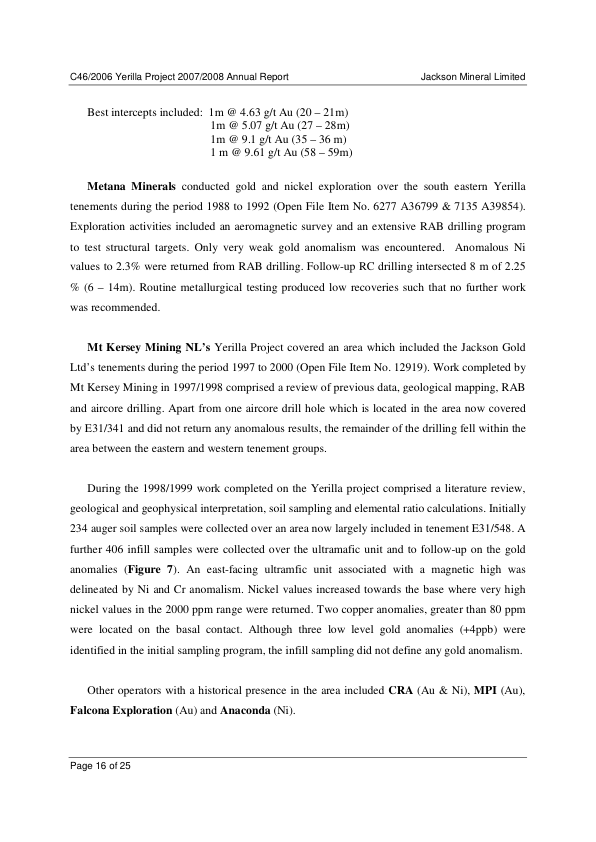 C46/2006 Yerilla Project 2007/2008 Annual Report Jackson Mineral Limited
Best intercepts included: 1m @ 4.63 g/t Au (20 – 21m)
1m @ 5.07 g/t Au (27 – 28m)
1m @ 9.1 g/t Au (35 – 36 m)
1 m @ 9.61 g/t Au (58 – 59m)
Metana Minerals conducted gold and nickel exploration over the south eastern Yerilla
tenements during the period 1988 to 1992 (Open File Item No. 6277 A36799 & 7135 A39854).
Exploration activities included an aeromagnetic survey and an extensive RAB drilling program
to test structural targets. Only very weak gold anomalism was encountered. Anomalous Ni
values to 2.3% were returned from RAB drilling. Follow-up RC drilling intersected 8 m of 2.25
% (6 – 14m). Routine metallurgical testing produced low recoveries such that no further work
was recommended.
Mt Kersey Mining NL's Yerilla Project covered an area which included the Jackson Gold
Ltd's tenements during the period 1997 to 2000 (Open File Item No. 12919). Work completed by
Mt Kersey Mining in 1997/1998 comprised a review of previous data, geological mapping, RAB
and aircore drilling. Apart from one aircore drill hole which is located in the area now covered
by E31/341 and did not return any anomalous results, the remainder of the drilling fell within the
area between the eastern and western tenement groups.
During the 1998/1999 work completed on the Yerilla project comprised a literature review,
geological and geophysical interpretation, soil sampling and elemental ratio calculations. Initially
234 auger soil samples were collected over an area now largely included in tenement E31/548. A
further 406 infill samples were collected over the ultramafic unit and to follow-up on the gold
anomalies (Figure 7). An east-facing ultramfic unit associated with a magnetic high was
delineated by Ni and Cr anomalism. Nickel values increased towards the base where very high
nickel values in the 2000 ppm range were returned. Two copper anomalies, greater than 80 ppm
were located on the basal contact. Although three low level gold anomalies (+4ppb) were
identified in the initial sampling program, the infill sampling did not define any gold anomalism.
Other operators with a historical presence in the area included CRA (Au & Ni), MPI (Au),
Falcona Exploration (Au) and Anaconda (Ni).
Page 16 of 25